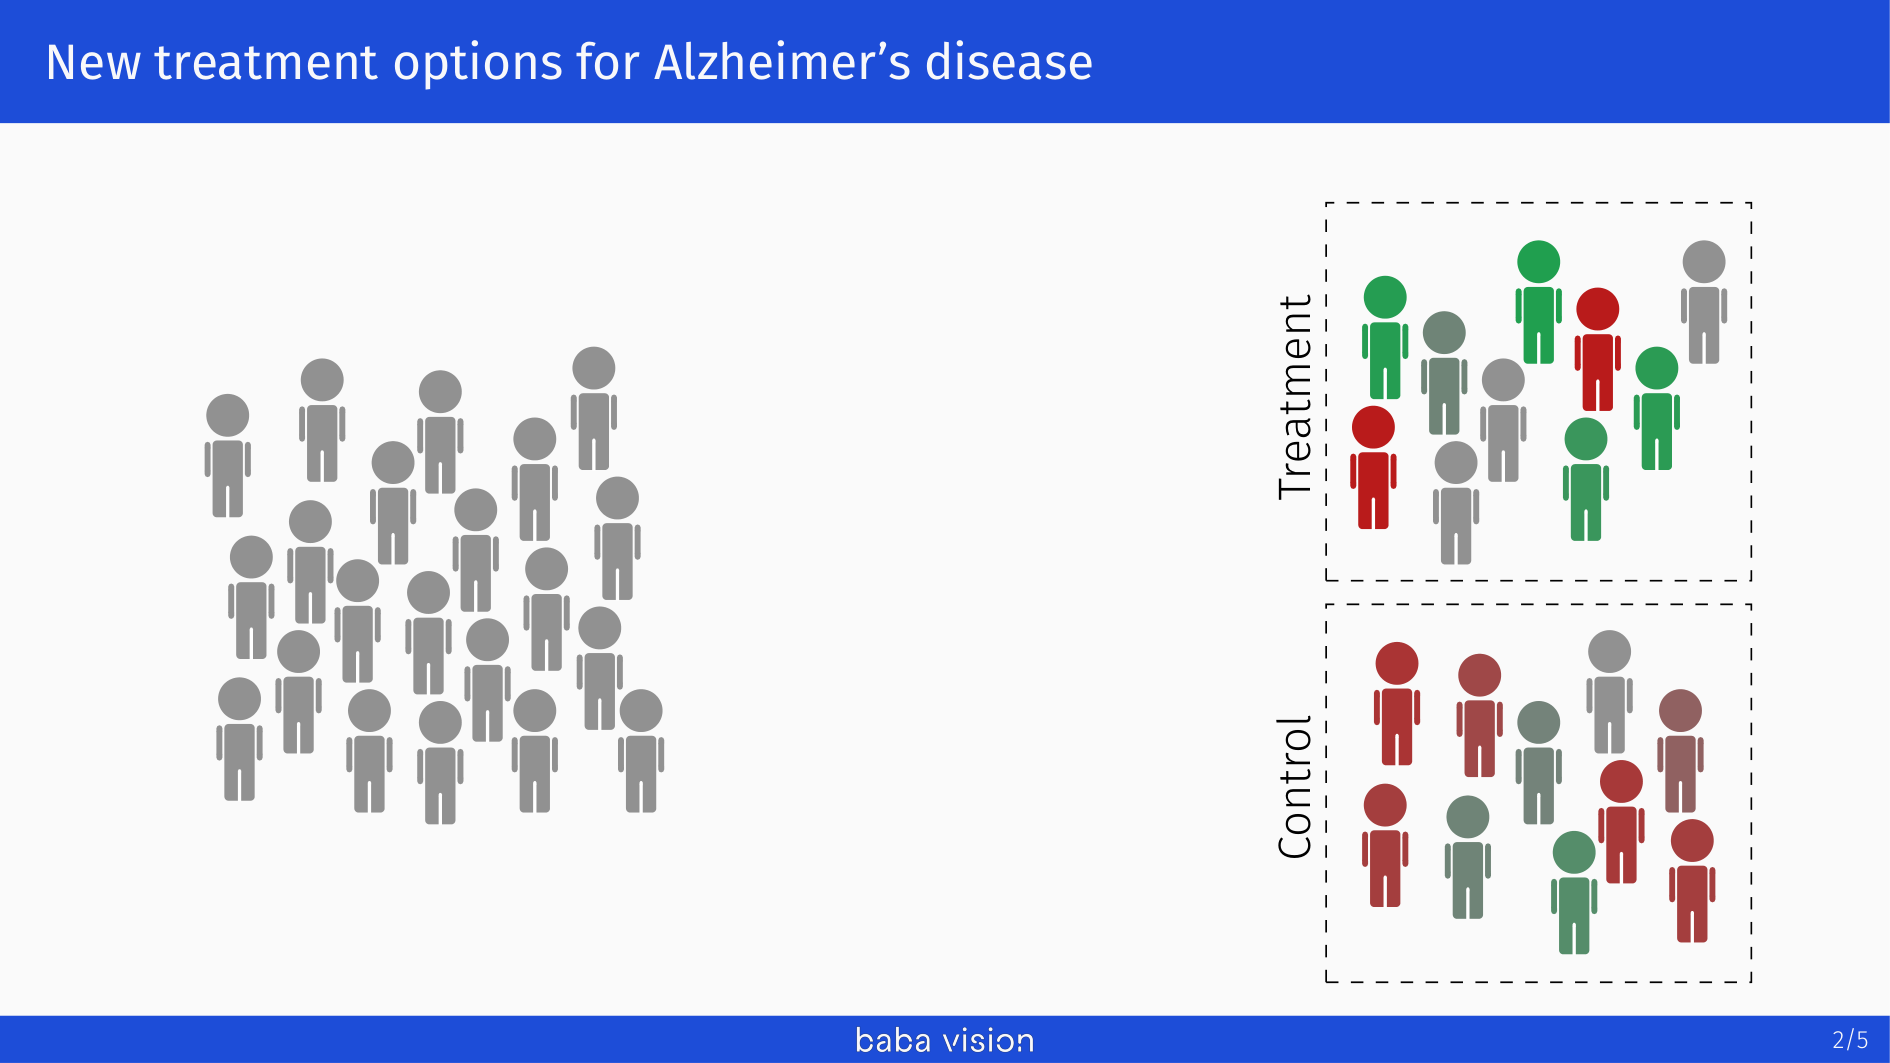 New treatment options for Alzheimer’s disease
Treatment
Control
baba vision
2/5